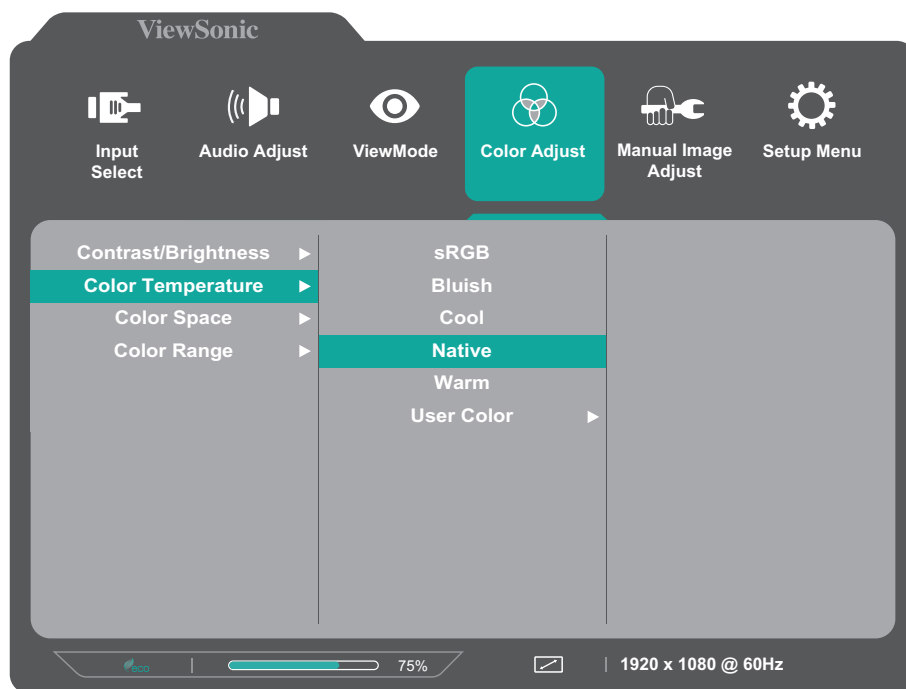 ViewSonic
Input
Select
Audio Adjust
ViewMode
Color Adjust
Manual Image
Adjust
Setup Menu
Contrast/Brightness
Color Temperature
Color Space
Color Range
sRGB
Bluish
Cool
Native
Warm
User Color
eco
75%
1920 x 1080 @ 60Hz